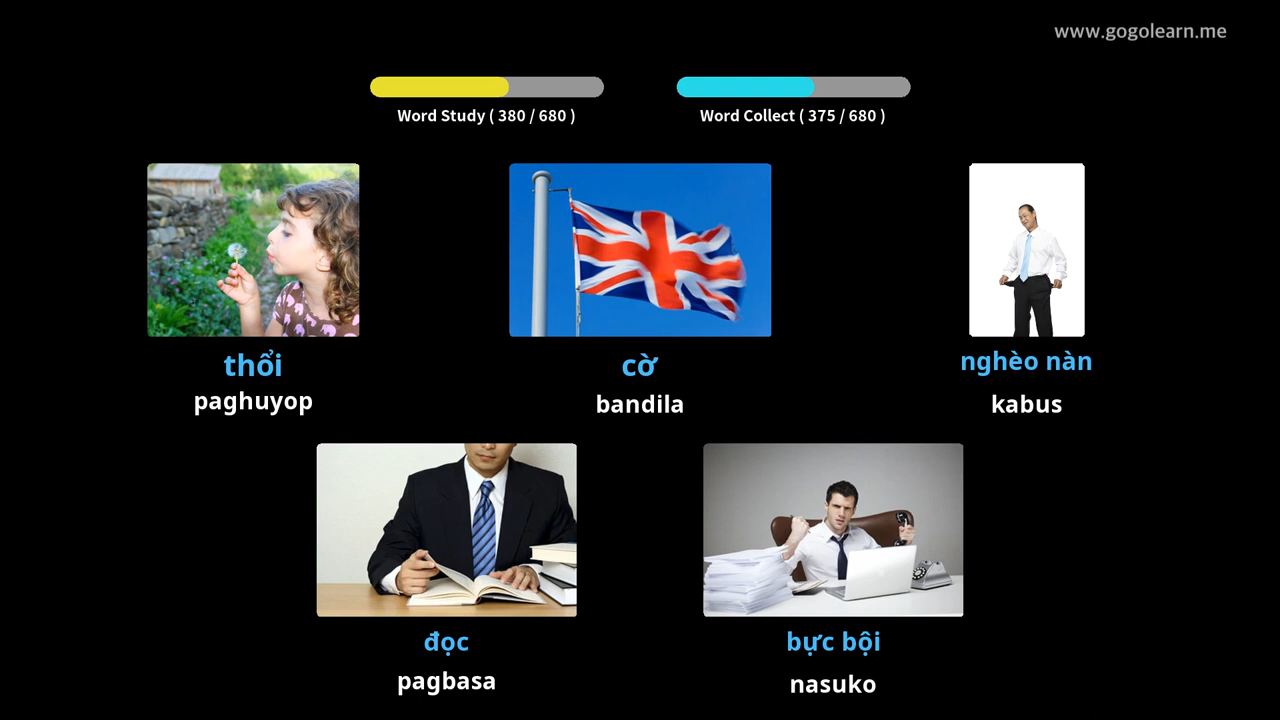 www.gogolearn.me
Word Study ( 380 / 680 )
Word Collect ( 375 / 680 )
thổi
paghuyop
cờ
bandila
nghèo nàn
kabus
đọc
pagbasa
bực bội
nasuko